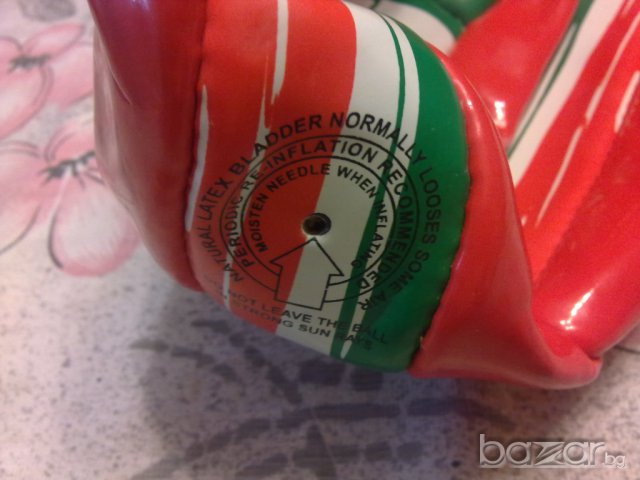 NATURAL LATEX BLADDER NORMALLY LOOSES SOME AIR
PERIODIC RE-INFLATION RECOMMENDED
MOISTEN NEEDLE WHEN INFLATING
NOT LEAVE THE BALL
STRONG SUN RAYS
bazar.bg